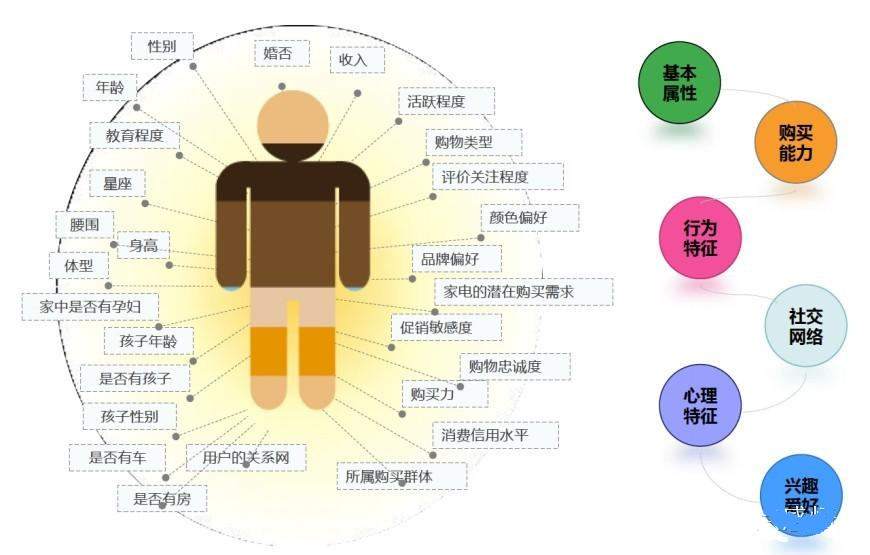 性别
婚否
收入
年龄
活跃程度
教育程度
购物类型
星座
评价关注程度
腰围
颜色偏好
身高
体型
品牌偏好
家电的潜在购买需求
家中是否有孕妇
孩子年龄
促销敏感度
是否有孩子
购物忠诚度
购买力
孩子性别
消费信用水平
是否有车
用户的关系网
所属购买群体
是否有房
基本
属性
购买
能力
行为
特征
社交
网络
心理
特征
兴趣
爱好